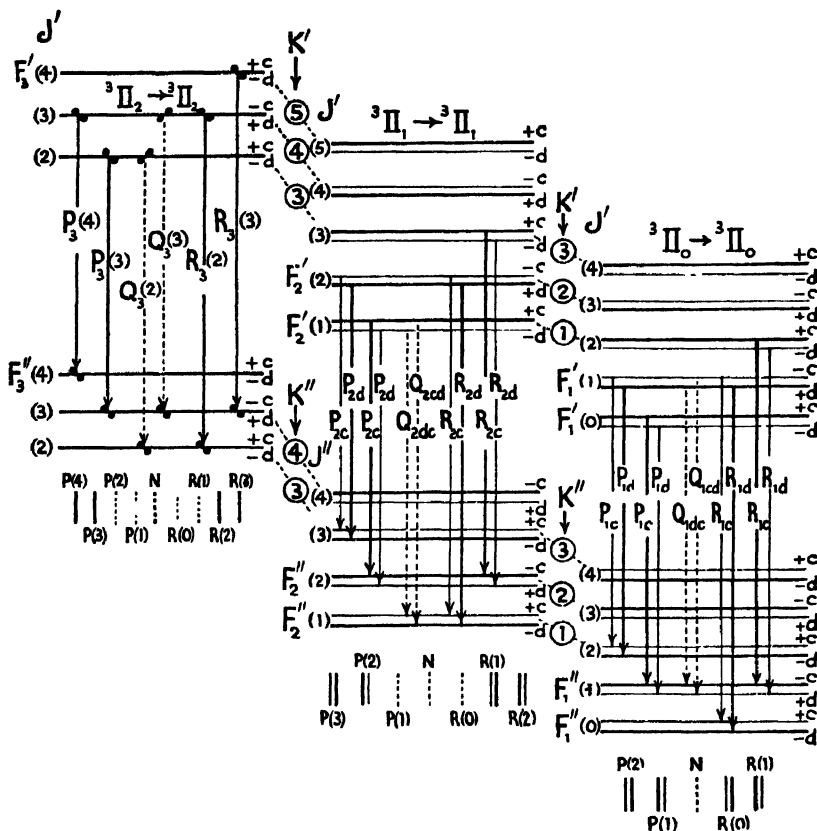 J'
K'
F₃'(4)
+c
−d
³Π₂ → ³Π₂
(3)
−c
+d
(2)
+c
−d
⑤
④
③
P₃(4)
P₃(3)
Q₃(2)
Q₃(3)
R₃(2)
R₃(3)
F₃''(4)
+c
−d
(3)
−c
+d
(2)
+c
−d
K''
④
③
P(4)
P(2)
N
R(1)
R(3)
P(3)
P(1)
R(0)
R(2)
J'
³Π₁ → ³Π₁
(5)
+c
−d
(4)
−c
+d
(3)
+c
−d
F₂'(2)
−c
+d
F₂'(1)
+c
−d
K'
③
②
①
P₂d
P₂d
Q₂cd
R₂d
R₂d
P₂c
P₂c
Q₂dc
R₂c
R₂c
J''
(4)
−c
+d
(3)
+c
−d
F₂''(2)
−c
+d
F₂''(1)
+c
−d
K''
③
②
①
P(2)
N
R(1)
P(3)
P(1)
R(0)
R(2)
J'
³Π₀ → ³Π₀
(4)
+c
−d
(3)
−c
+d
(2)
+c
−d
F₁'(1)
−c
+d
F₁'(0)
+c
−d
P₁d
P₁d
Q₁cd
R₁d
R₁d
P₁c
P₁c
Q₁dc
R₁c
R₁c
(4)
+c
−d
(3)
−c
+d
(2)
+c
−d
F₁''(1)
−c
+d
F₁''(0)
+c
−d
P(2)
N
R(1)
P(1)
R(0)